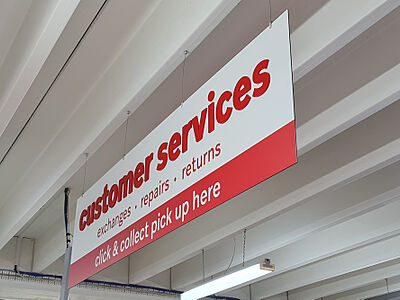 customer services
exchanges • repairs • returns
click & collect pick up here